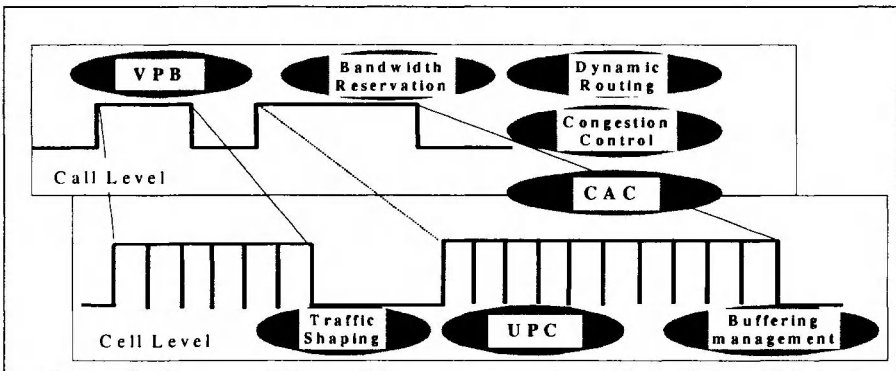 VPB
Bandwidth
Reservation
Dynamic
Routing
Congestion
Control
Call Level
CAC
Cell Level
Traffic
Shaping
UPC
Buffering
management